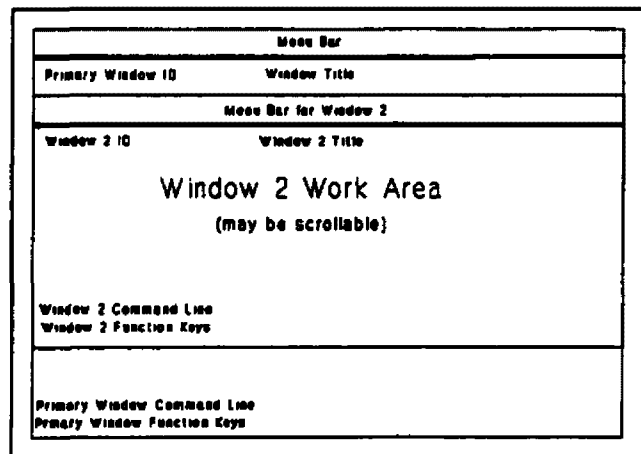 Menu Bar
Primary Window ID Window Title
Menu Bar for Window 2
Window 2 ID Window 2 Title
Window 2 Work Area
(may be scrollable)
Window 2 Command Line
Window 2 Function Keys
Primary Window Command Line
Primary Window Function Keys